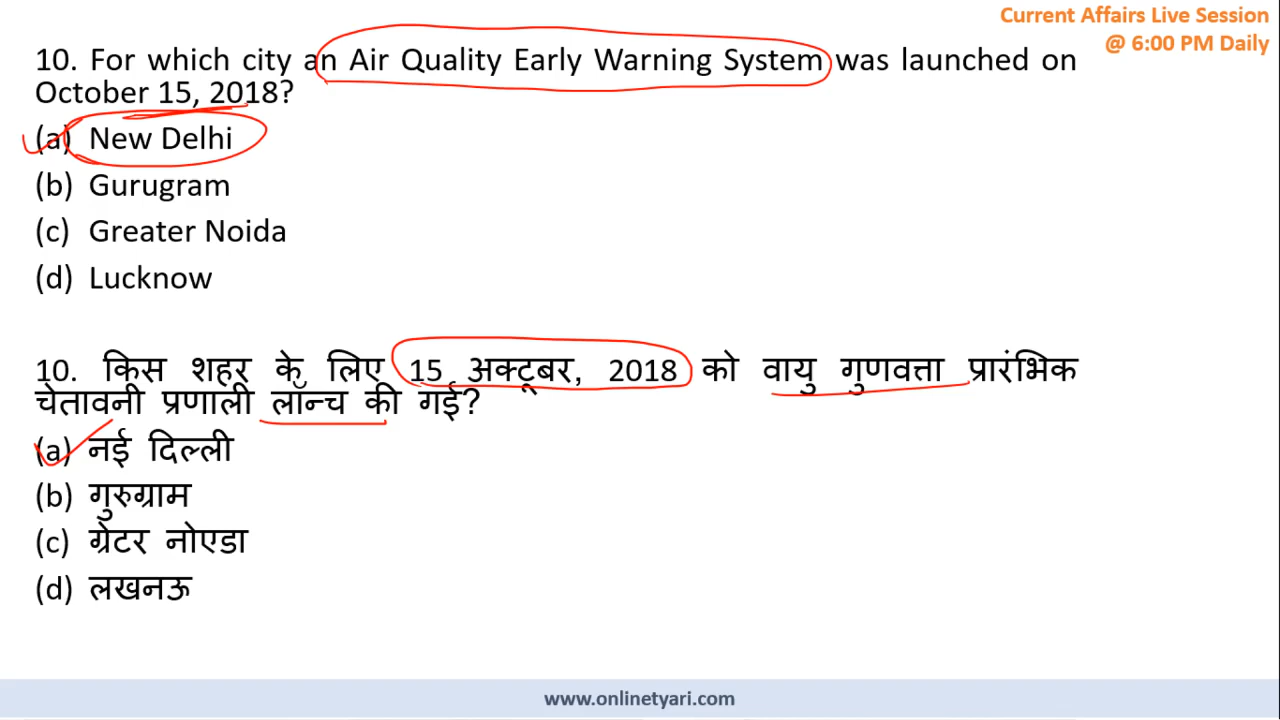 Current Affairs Live Session
@ 6:00 PM Daily
10. For which city an Air Quality Early Warning System was launched on
October 15, 2018?
(a) New Delhi
(b) Gurugram
(c) Greater Noida
(d) Lucknow
10. किस शहर के लिए 15 अक्टूबर, 2018 को वायु गुणवत्ता प्रारंभिक
चेतावनी प्रणाली लॉन्च की गई?
(a) नई दिल्ली
(b) गुरुग्राम
(c) ग्रेटर नोएडा
(d) लखनऊ
www.onlinetyari.com